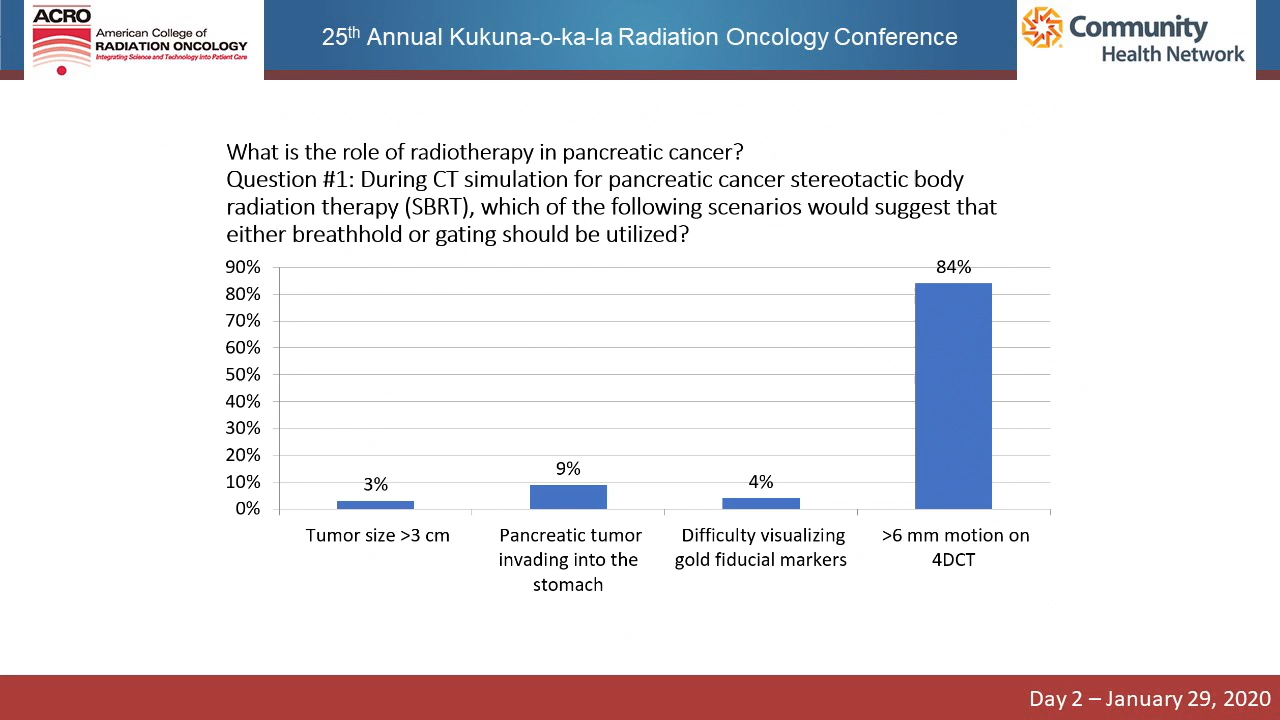 ACRO
American College of
RADIATION ONCOLOGY
Integrating Science and Technology Into Patient Care
25th Annual Kukuna-o-ka-la Radiation Oncology Conference
Community
Health Network
What is the role of radiotherapy in pancreatic cancer?
Question #1: During CT simulation for pancreatic cancer stereotactic body
radiation therapy (SBRT), which of the following scenarios would suggest that
either breathhold or gating should be utilized?
90%
80%
70%
60%
50%
40%
30%
20%
10%
0%
3%
9%
4%
84%
Tumor size >3 cm
Pancreatic tumor
invading into the
stomach
Difficulty visualizing
gold fiducial markers
>6 mm motion on
4DCT
Day 2 – January 29, 2020